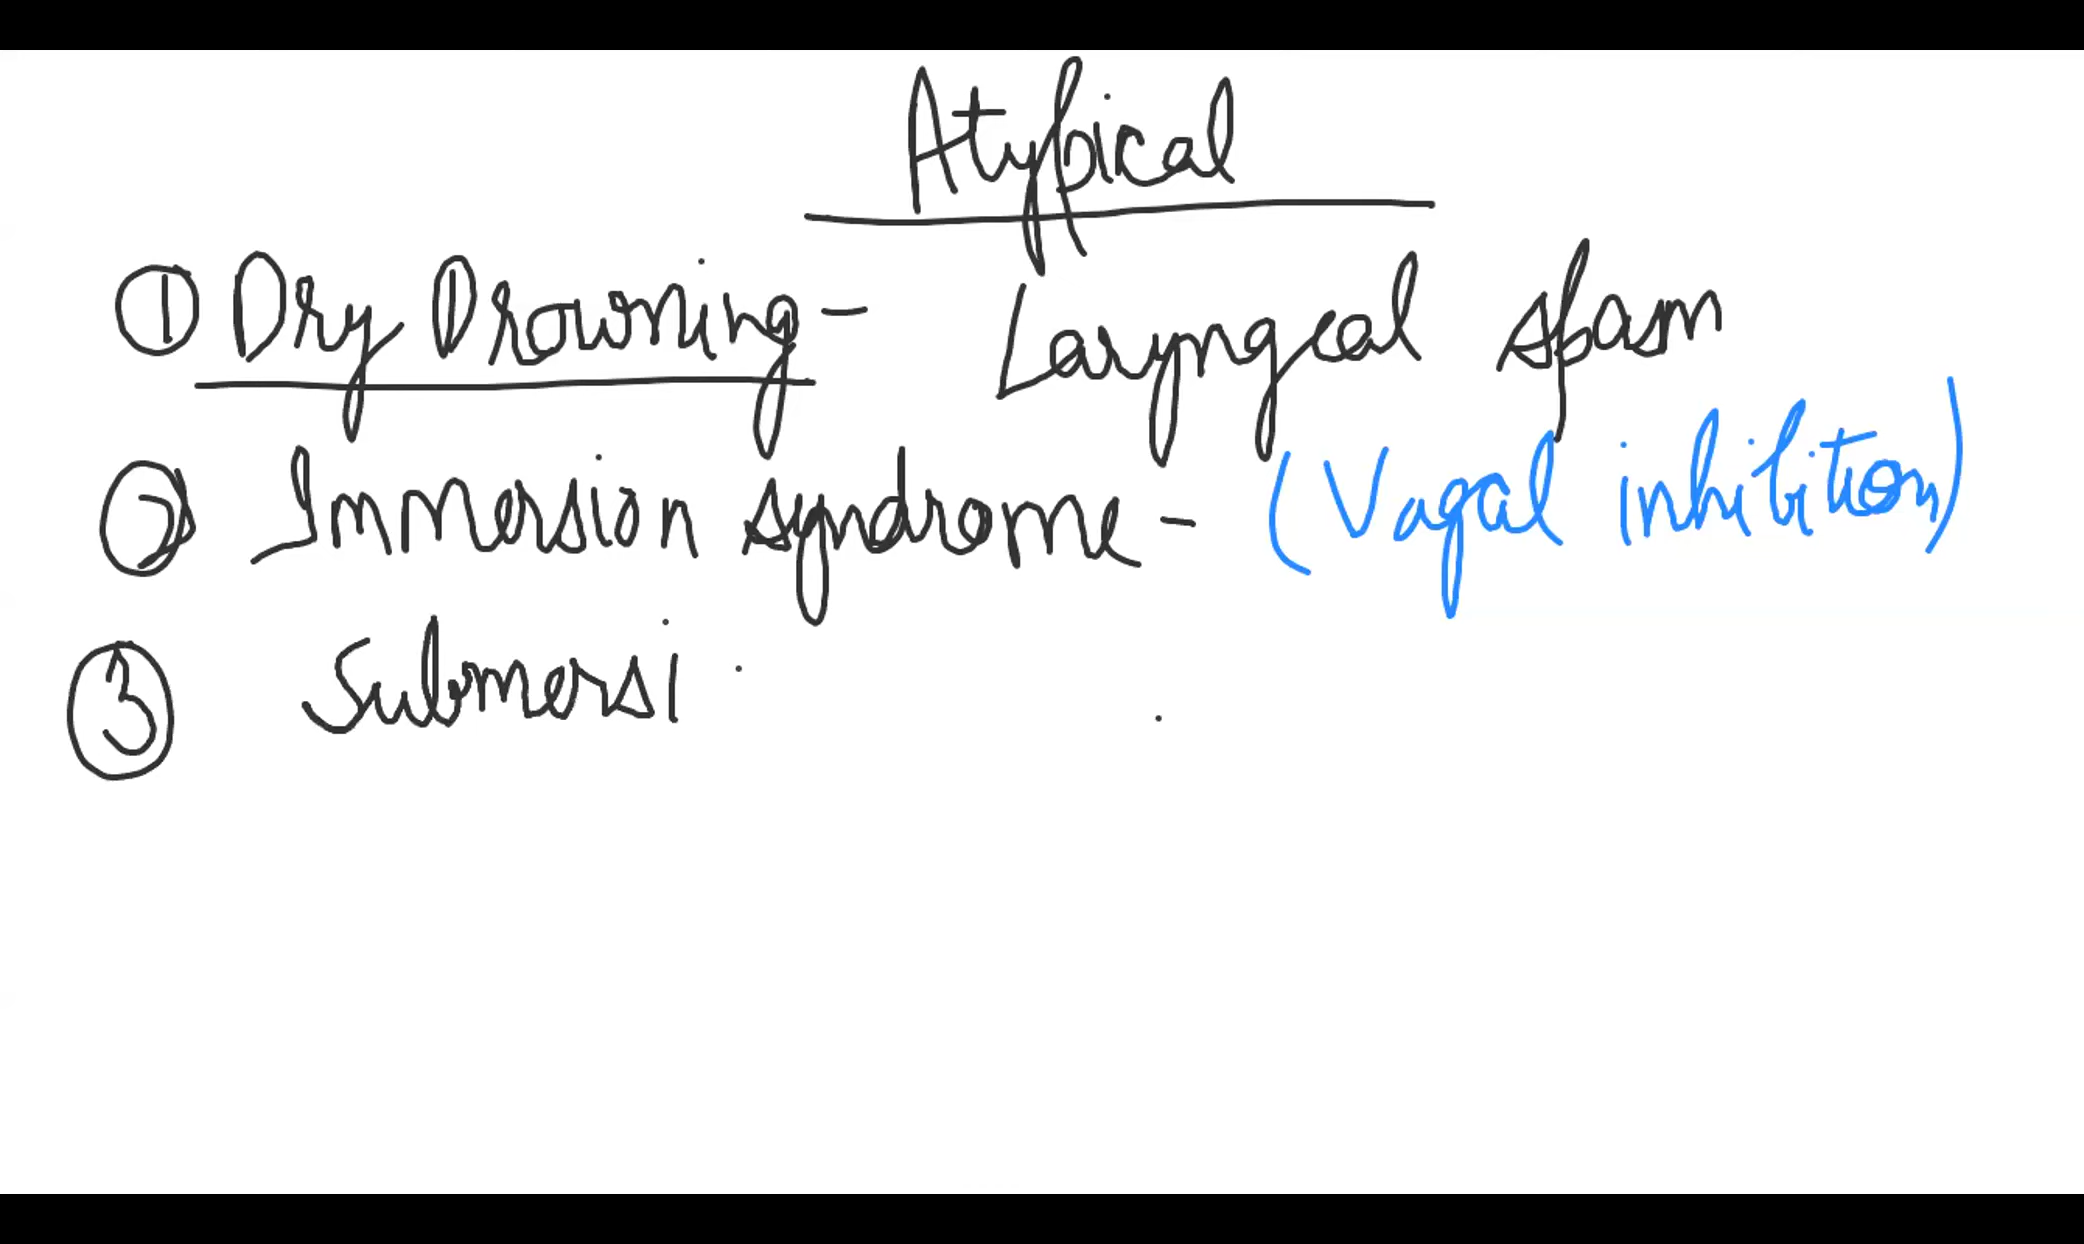 Atypical
① Dry Drowning - Laryngeal spasm
② Immersion syndrome - (Vagal inhibition)
③ Submersi